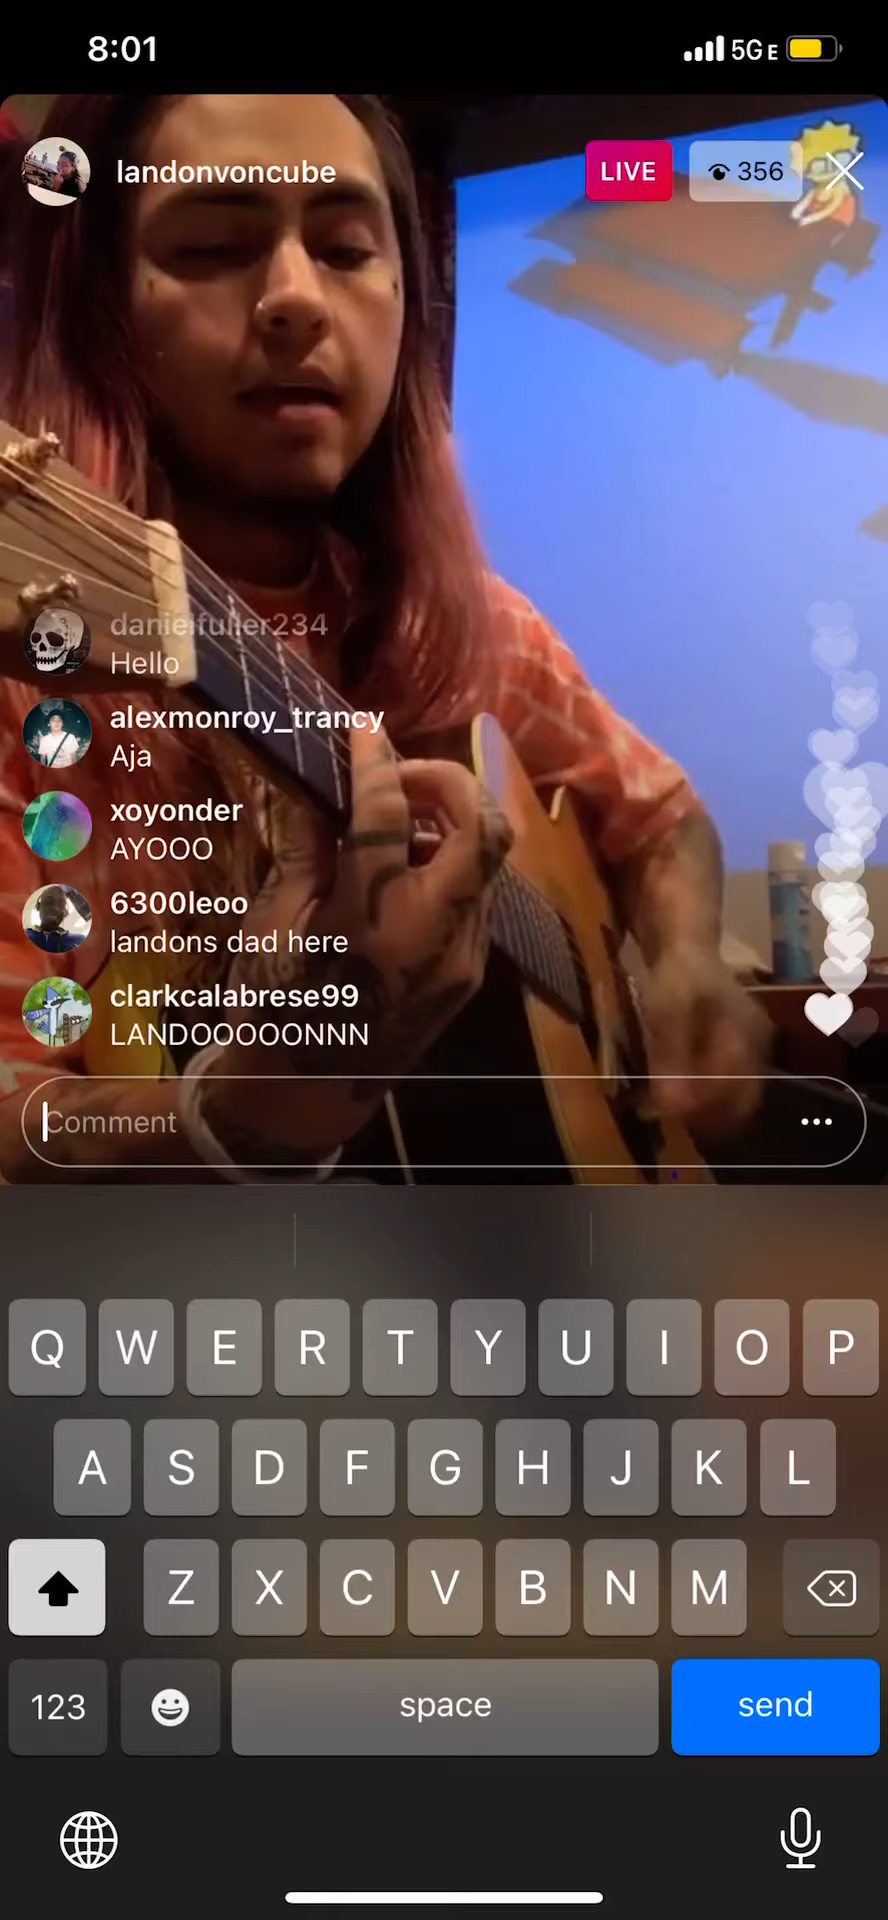 8:01
5GE
landonvoncube
LIVE
356
danielfuller234
Hello
alexmonroy_trancy
Aja
xoyonder
AYOOO
6300leoo
landons dad here
clarkcalabrese99
LANDOOOOONNN
Comment
Q W E R T Y U I O P
A S D F G H J K L
Z X C V B N M
123
space
send